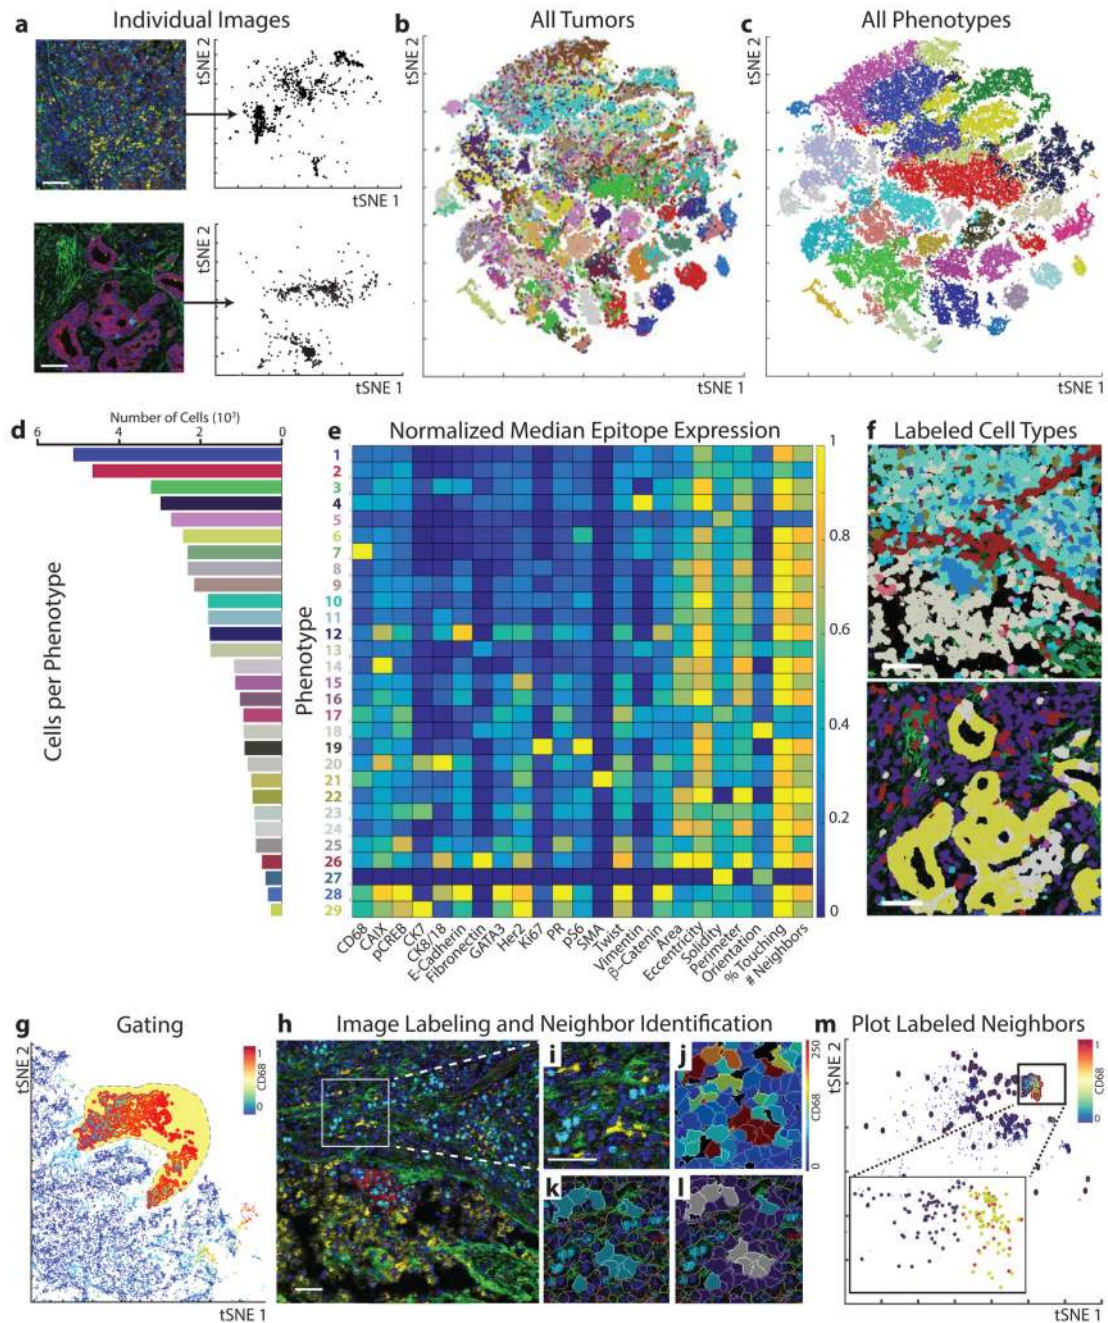 a Individual Images
tSNE 2
tSNE 1
tSNE 2
tSNE 1
b All Tumors
tSNE 2
tSNE 1
c All Phenotypes
tSNE 2
tSNE 1
d Number of Cells (10³)
6 4 2 0
Cells per Phenotype
e Normalized Median Epitope Expression
Phenotype
1
2
3
4
5
6
7
8
9
10
11
12
13
14
15
16
17
18
19
20
21
22
23
24
25
26
27
28
29
CD68 CAIX pCREB CK7 CK8/18 E-Cadherin Fibronectin GATA3 Her2 Ki67 PR pS6 SMA Twist Vimentin β-Catenin Area Eccentricity Solidity Perimeter Orientation % Touching # Neighbors
1
0.8
0.6
0.4
0.2
0
f Labeled Cell Types
g Gating
tSNE 2
1
CD68
0
tSNE 1
h Image Labeling and Neighbor Identification
i
j
250
CD68
0
k
l
m Plot Labeled Neighbors
tSNE 2
1
CD68
0
tSNE 1